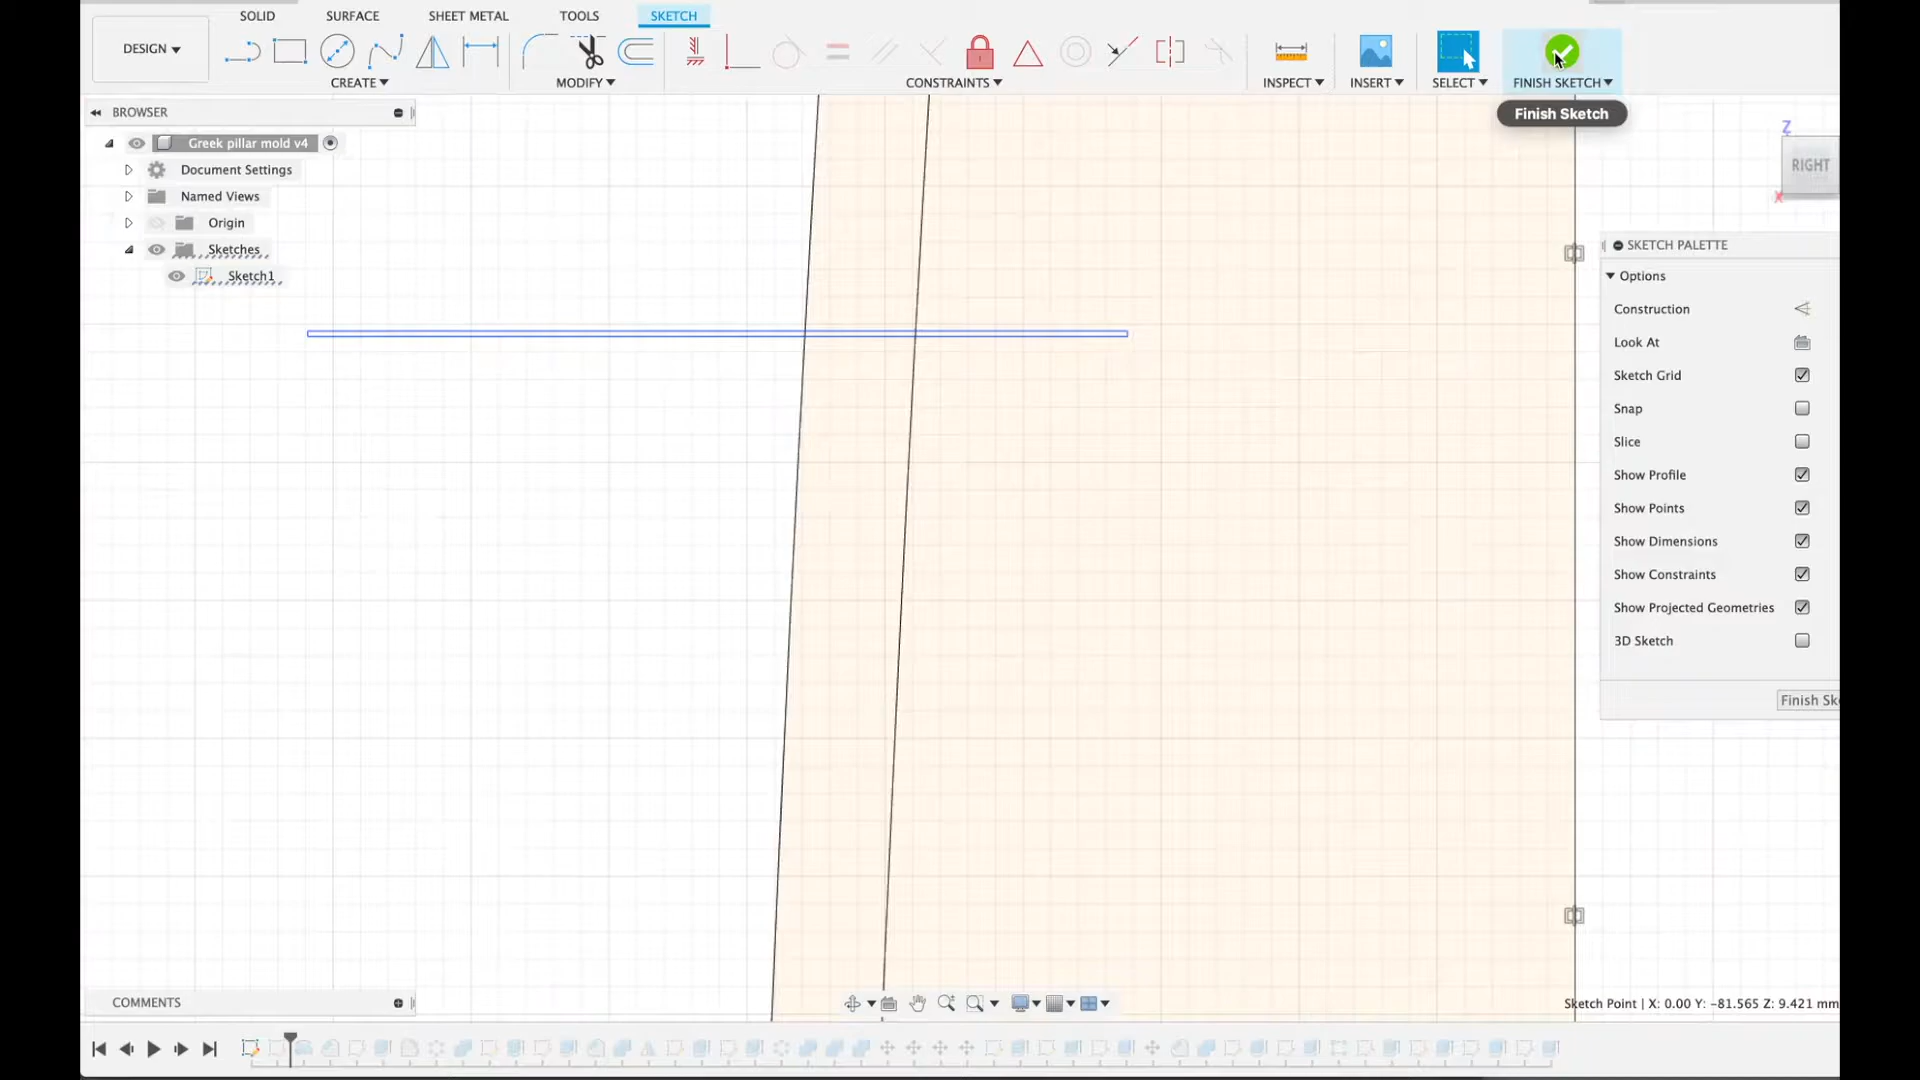 SOLID SURFACE SHEET METAL TOOLS SKETCH
DESIGN
CREATE MODIFY CONSTRAINTS INSPECT INSERT SELECT FINISH SKETCH
Finish Sketch
BROWSER
Greek pillar mold v4
Document Settings
Named Views
Origin
Sketches
Sketch1
Z
RIGHT
X
SKETCH PALETTE
Options
Construction
Look At
Sketch Grid
Snap
Slice
Show Profile
Show Points
Show Dimensions
Show Constraints
Show Projected Geometries
3D Sketch
Finish Sk
COMMENTS
Sketch Point | X: 0.00 Y: -81.565 Z: 9.421 mm